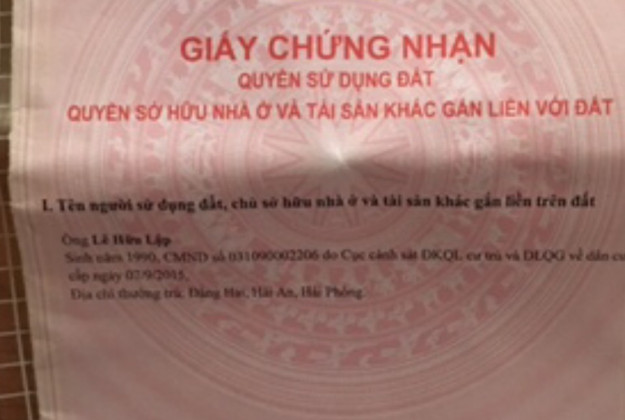 GIẤY CHỨNG NHẬN
QUYỀN SỬ DỤNG ĐẤT
QUYỀN SỞ HỮU NHÀ Ở VÀ TÀI SẢN KHÁC GẮN LIỀN VỚI ĐẤT
I. Tên người sử dụng đất, chủ sở hữu nhà ở và tài sản khác gắn liền trên đất
Ông Lê Hữu Lập
Sinh năm 1990, CMND số 031090002206 do Cục cảnh sát DKQL cư trú và DLQG về dân cư
cấp ngày 02/9/2015,
Địa chỉ thường trú: Đằng Hải, Hải An, Hải Phòng